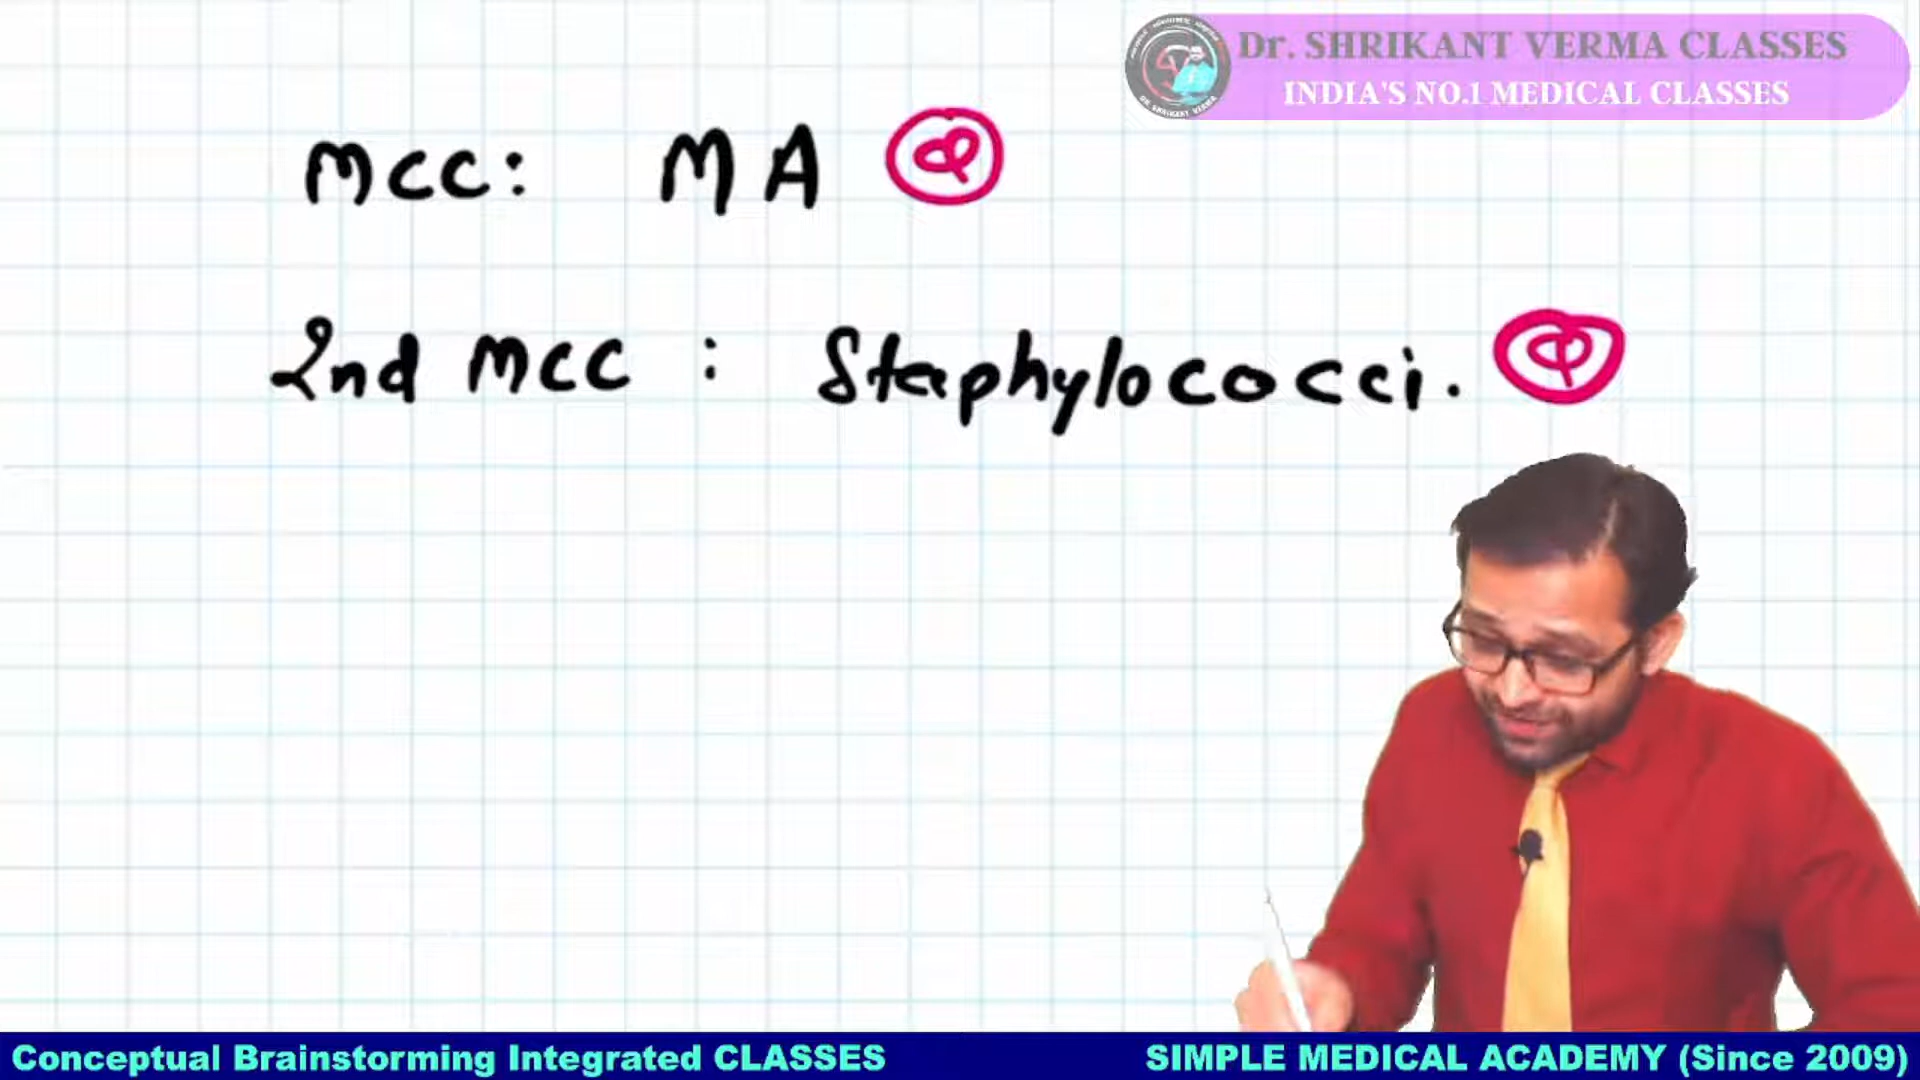 Dr. SHRIKANT VERMA CLASSES
INDIA'S NO.1 MEDICAL CLASSES
MCC: MA
2nd MCC : Staphylococci.
Conceptual Brainstorming Integrated CLASSES
SIMPLE MEDICAL ACADEMY (Since 2009)